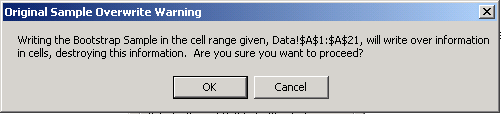 Original Sample Overwrite Warning
Writing the Bootstrap Sample in the cell range given, Data!$A$1:$A$21, will write over information
in cells, destroying this information.  Are you sure you want to proceed?
OK
Cancel